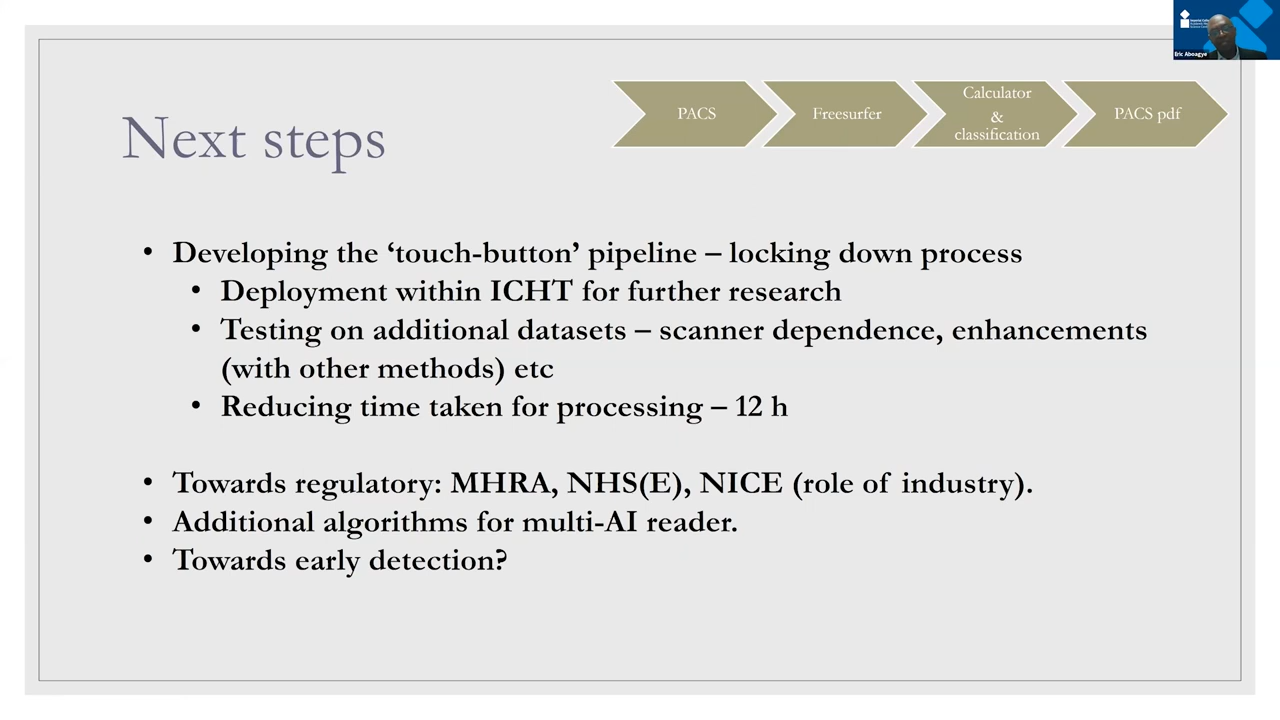 Eric Aboagye
PACS
Freesurfer
Calculator
&
classification
PACS pdf
Next steps
• Developing the ‘touch-button’ pipeline – locking down process
• Deployment within ICHT for further research
• Testing on additional datasets – scanner dependence, enhancements
(with other methods) etc
• Reducing time taken for processing – 12 h
• Towards regulatory: MHRA, NHS(E), NICE (role of industry).
• Additional algorithms for multi-AI reader.
• Towards early detection?